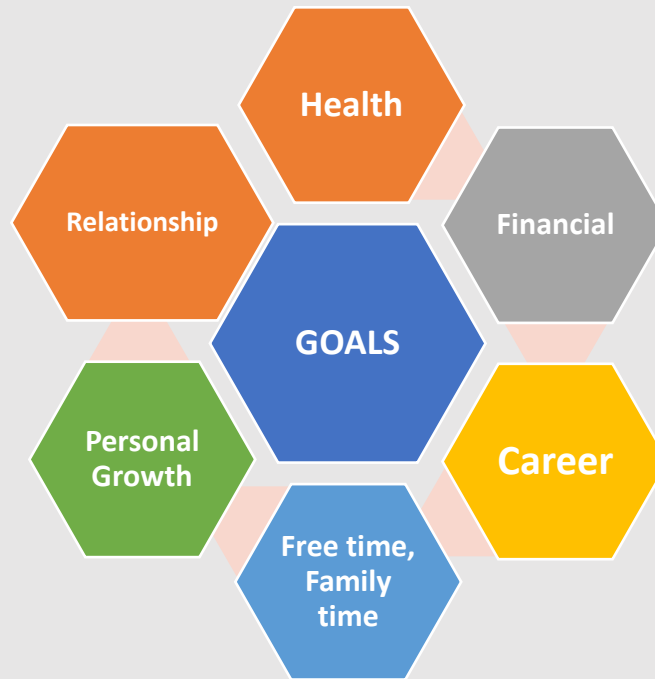 Health
Relationship
Financial
GOALS
Personal
Growth
Career
Free time,
Family
time